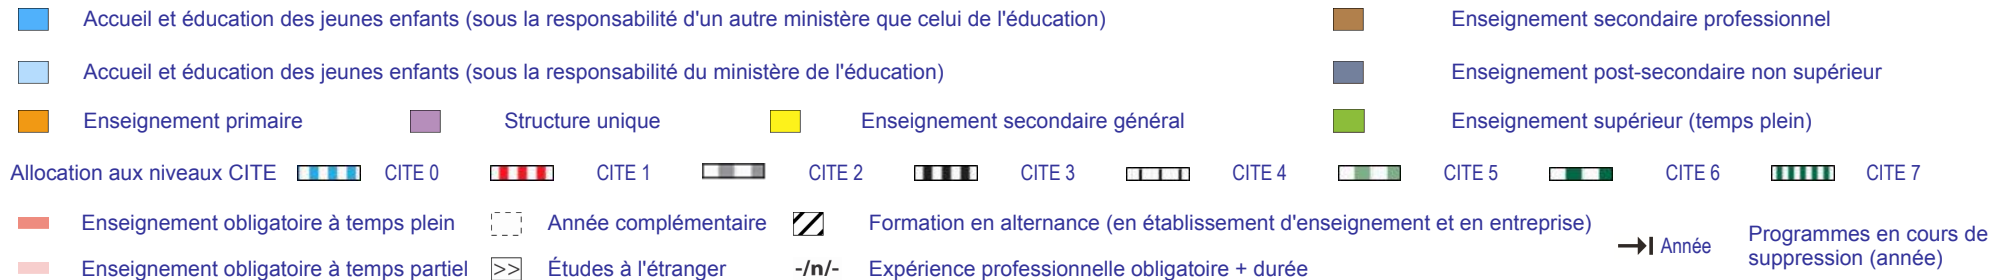 Accueil et éducation des jeunes enfants (sous la responsabilité d'un autre ministère que celui de l'éducation) Enseignement secondaire professionnel
Accueil et éducation des jeunes enfants (sous la responsabilité du ministère de l'éducation) Enseignement post-secondaire non supérieur
Enseignement primaire Structure unique Enseignement secondaire général Enseignement supérieur (temps plein)
Allocation aux niveaux CITE CITE 0 CITE 1 CITE 2 CITE 3 CITE 4 CITE 5 CITE 6 CITE 7
Enseignement obligatoire à temps plein Année complémentaire Formation en alternance (en établissement d'enseignement et en entreprise)
Année Programmes en cours de
suppression (année)
Enseignement obligatoire à temps partiel >> Études à l'étranger -/n/- Expérience professionnelle obligatoire + durée